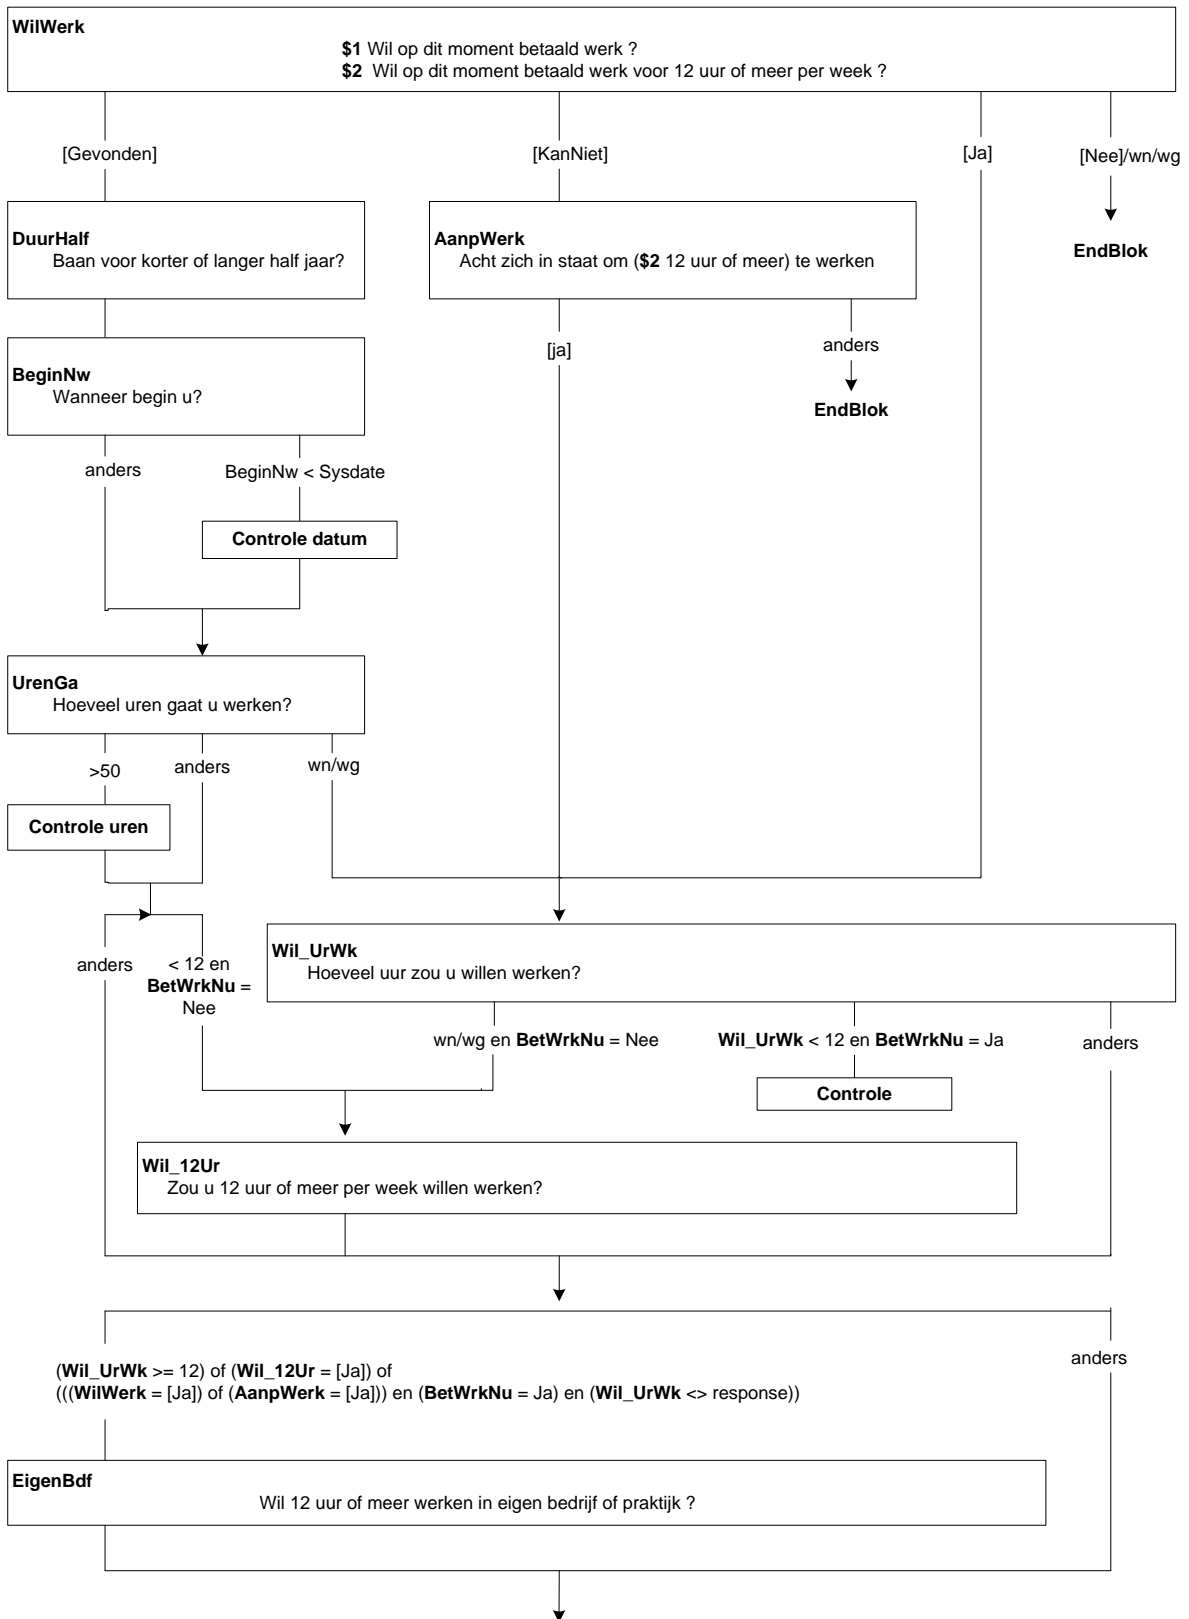 WilWerk
$1 Wil op dit moment betaald werk ?
$2 Wil op dit moment betaald werk voor 12 uur of meer per week ?
[Gevonden]
[KanNiet]
[Ja]
[Nee]/wn/wg
DuurHalf
Baan voor korter of langer half jaar?
AanpWerk
Acht zich in staat om ($2 12 uur of meer) te werken
EndBlok
[ja]
anders
EndBlok
BeginNw
Wanneer begin u?
anders
BeginNw < Sysdate
Controle datum
UrenGa
Hoeveel uren gaat u werken?
>50
anders
wn/wg
Controle uren
anders
< 12 en
BetWrkNu =
Nee
Wil_UrWk
Hoeveel uur zou u willen werken?
wn/wg en BetWrkNu = Nee
Wil_UrWk < 12 en BetWrkNu = Ja
anders
Controle
Wil_12Ur
Zou u 12 uur of meer per week willen werken?
(Wil_UrWk >= 12) of (Wil_12Ur = [Ja]) of
(((WilWerk = [Ja]) of (AanpWerk = [Ja])) en (BetWrkNu = Ja) en (Wil_UrWk <> response))
anders
EigenBdf
Wil 12 uur of meer werken in eigen bedrijf of praktijk ?